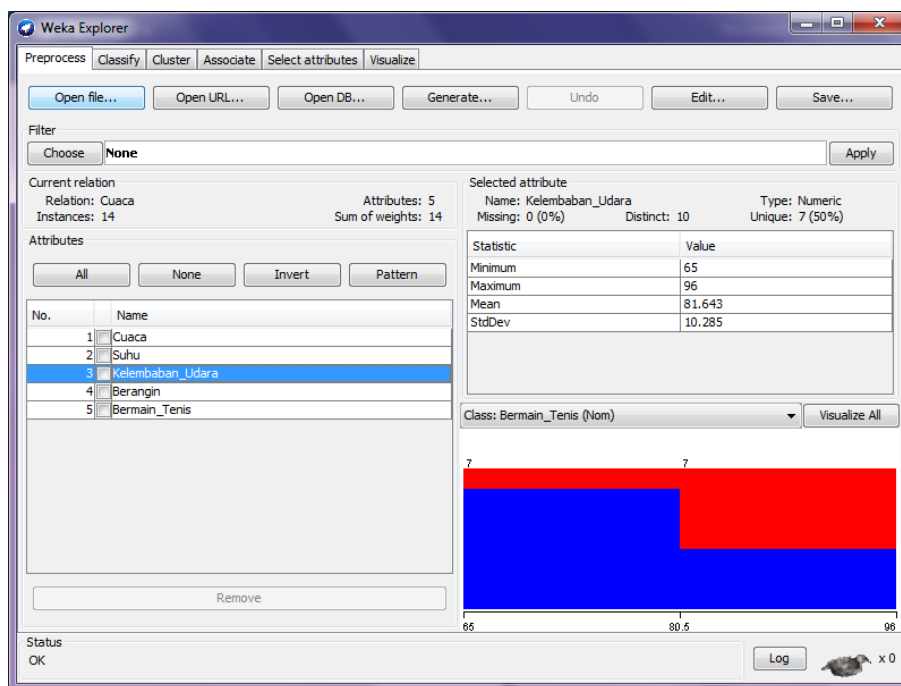 Weka Explorer
Preprocess Classify Cluster Associate Select attributes Visualize
Open file... Open URL... Open DB... Generate... Undo Edit... Save...
Filter
Choose None Apply
Current relation
Relation: Cuaca Attributes: 5
Instances: 14 Sum of weights: 14
Attributes
All None Invert Pattern
No. Name
1 Cuaca
2 Suhu
3 Kelembaban_Udara
4 Berangin
5 Bermain_Tenis
Remove
Selected attribute
Name: Kelembaban_Udara Type: Numeric
Missing: 0 (0%) Distinct: 10 Unique: 7 (50%)
Statistic Value
Minimum 65
Maximum 96
Mean 81.643
StdDev 10.285
Class: Bermain_Tenis (Nom) Visualize All
7 7
65 80.5 96
Status
OK Log x 0